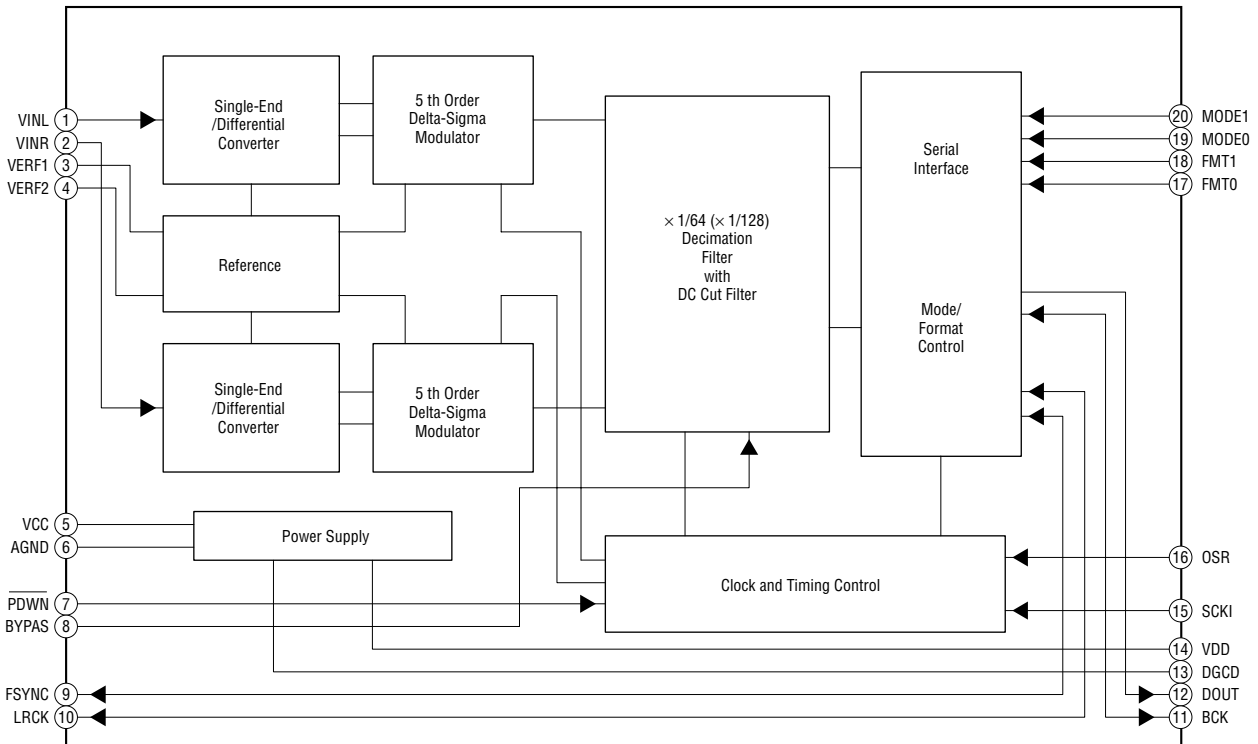 VINL 1
VINR 2
VERF1 3
VERF2 4
VCC 5
AGND 6
PDWN 7
BYPAS 8
FSYNC 9
LRCK 10
Single-End
/Differential
Converter
5 th Order
Delta-Sigma
Modulator
Reference
Single-End
/Differential
Converter
5 th Order
Delta-Sigma
Modulator
Power Supply
× 1/64 (× 1/128)
Decimation
Filter
with
DC Cut Filter
Serial
Interface
Mode/
Format
Control
Clock and Timing Control
20 MODE1
19 MODE0
18 FMT1
17 FMT0
16 OSR
15 SCKI
14 VDD
13 DGCD
12 DOUT
11 BCK